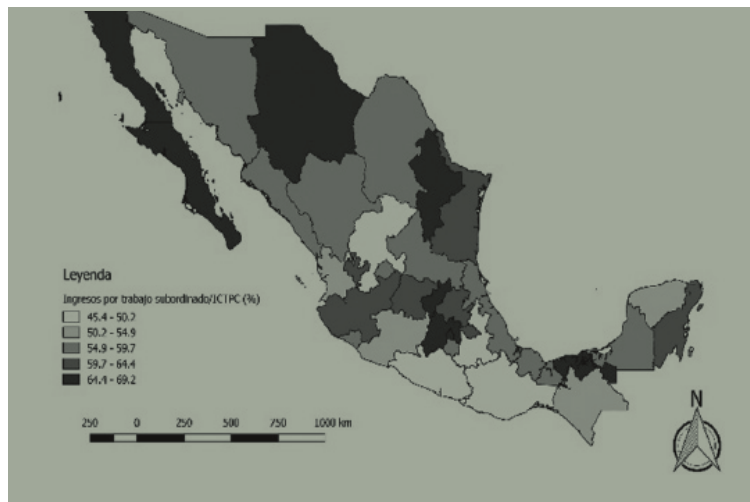 Leyenda
Ingresos por trabajo subordinado/ICTPC (%)
45.4 - 50.2
50.2 - 54.9
54.9 - 59.7
59.7 - 64.4
64.4 - 69.2
250 0 250 500 750 1000 km
N